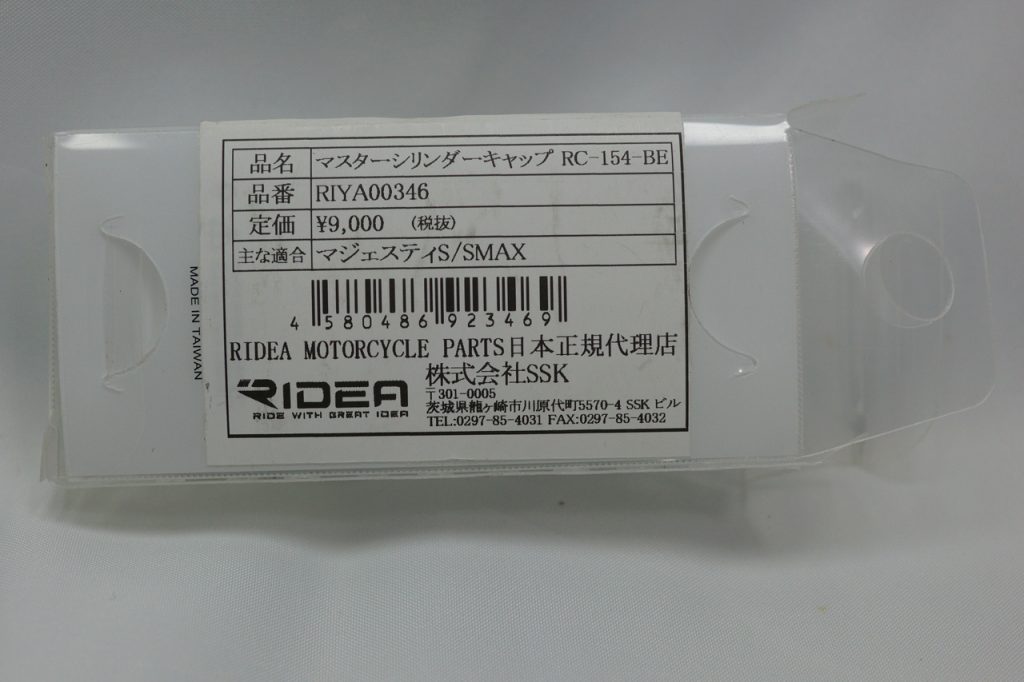 品名 マスターシリンダーキャップ RC-154-BE
品番 RIYA00346
定価 ¥9,000 (税抜)
主な適合 マジェスティS/SMAX
4 580486 923469
RIDEA MOTORCYCLE PARTS日本正規代理店
株式会社SSK
〒301-0005
茨城県龍ヶ崎市川原代町5570-4 SSK ビル
TEL:0297-85-4031 FAX:0297-85-4032
RIDEA
RIDE WITH GREAT IDEA
MADE IN TAIWAN